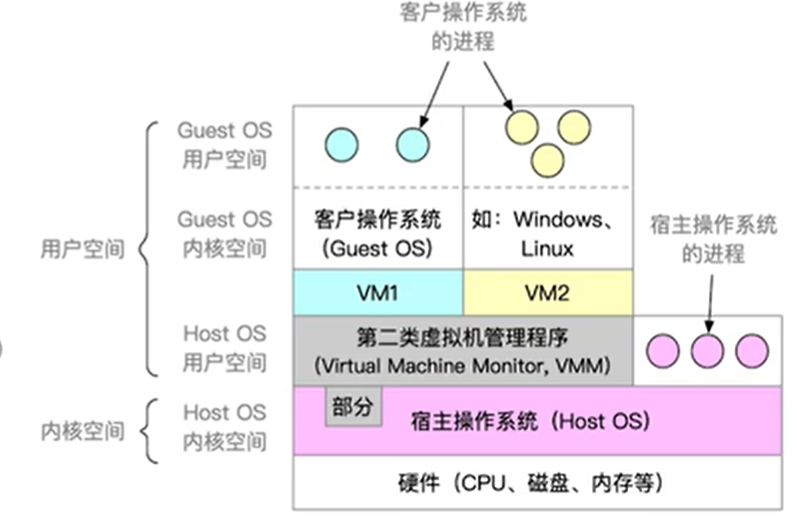 客户操作系统
的进程
Guest OS
用户空间
Guest OS
内核空间
客户操作系统
（Guest OS）
如：Windows、
Linux
宿主操作系统
的进程
用户空间
VM1
VM2
Host OS
用户空间
第二类虚拟机管理程序
（Virtual Machine Monitor, VMM）
内核空间
Host OS
内核空间
部分
宿主操作系统（Host OS）
硬件（CPU、磁盘、内存等）